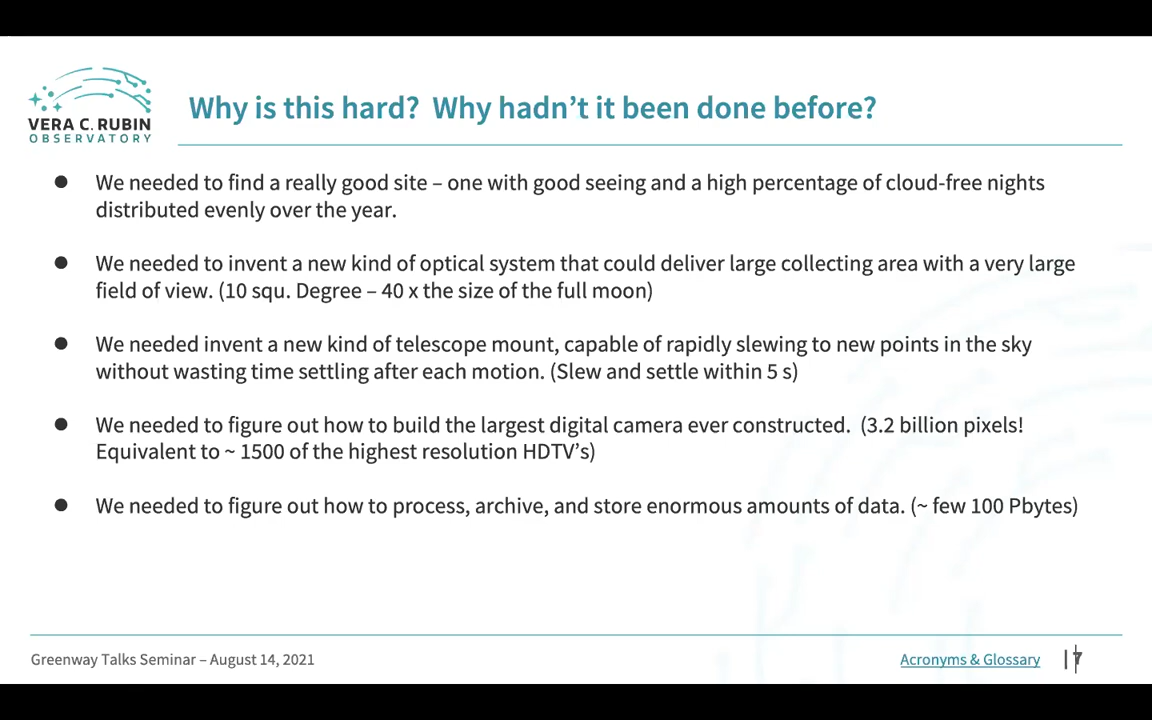 VERA C. RUBIN
OBSERVATORY
Why is this hard?  Why hadn't it been done before?
● We needed to find a really good site – one with good seeing and a high percentage of cloud-free nights
distributed evenly over the year.
● We needed to invent a new kind of optical system that could deliver large collecting area with a very large
field of view. (10 squ. Degree – 40 x the size of the full moon)
● We needed invent a new kind of telescope mount, capable of rapidly slewing to new points in the sky
without wasting time settling after each motion. (Slew and settle within 5 s)
● We needed to figure out how to build the largest digital camera ever constructed.  (3.2 billion pixels!
Equivalent to ~ 1500 of the highest resolution HDTV's)
● We needed to figure out how to process, archive, and store enormous amounts of data. (~ few 100 Pbytes)
Greenway Talks Seminar – August 14, 2021
Acronyms & Glossary
7